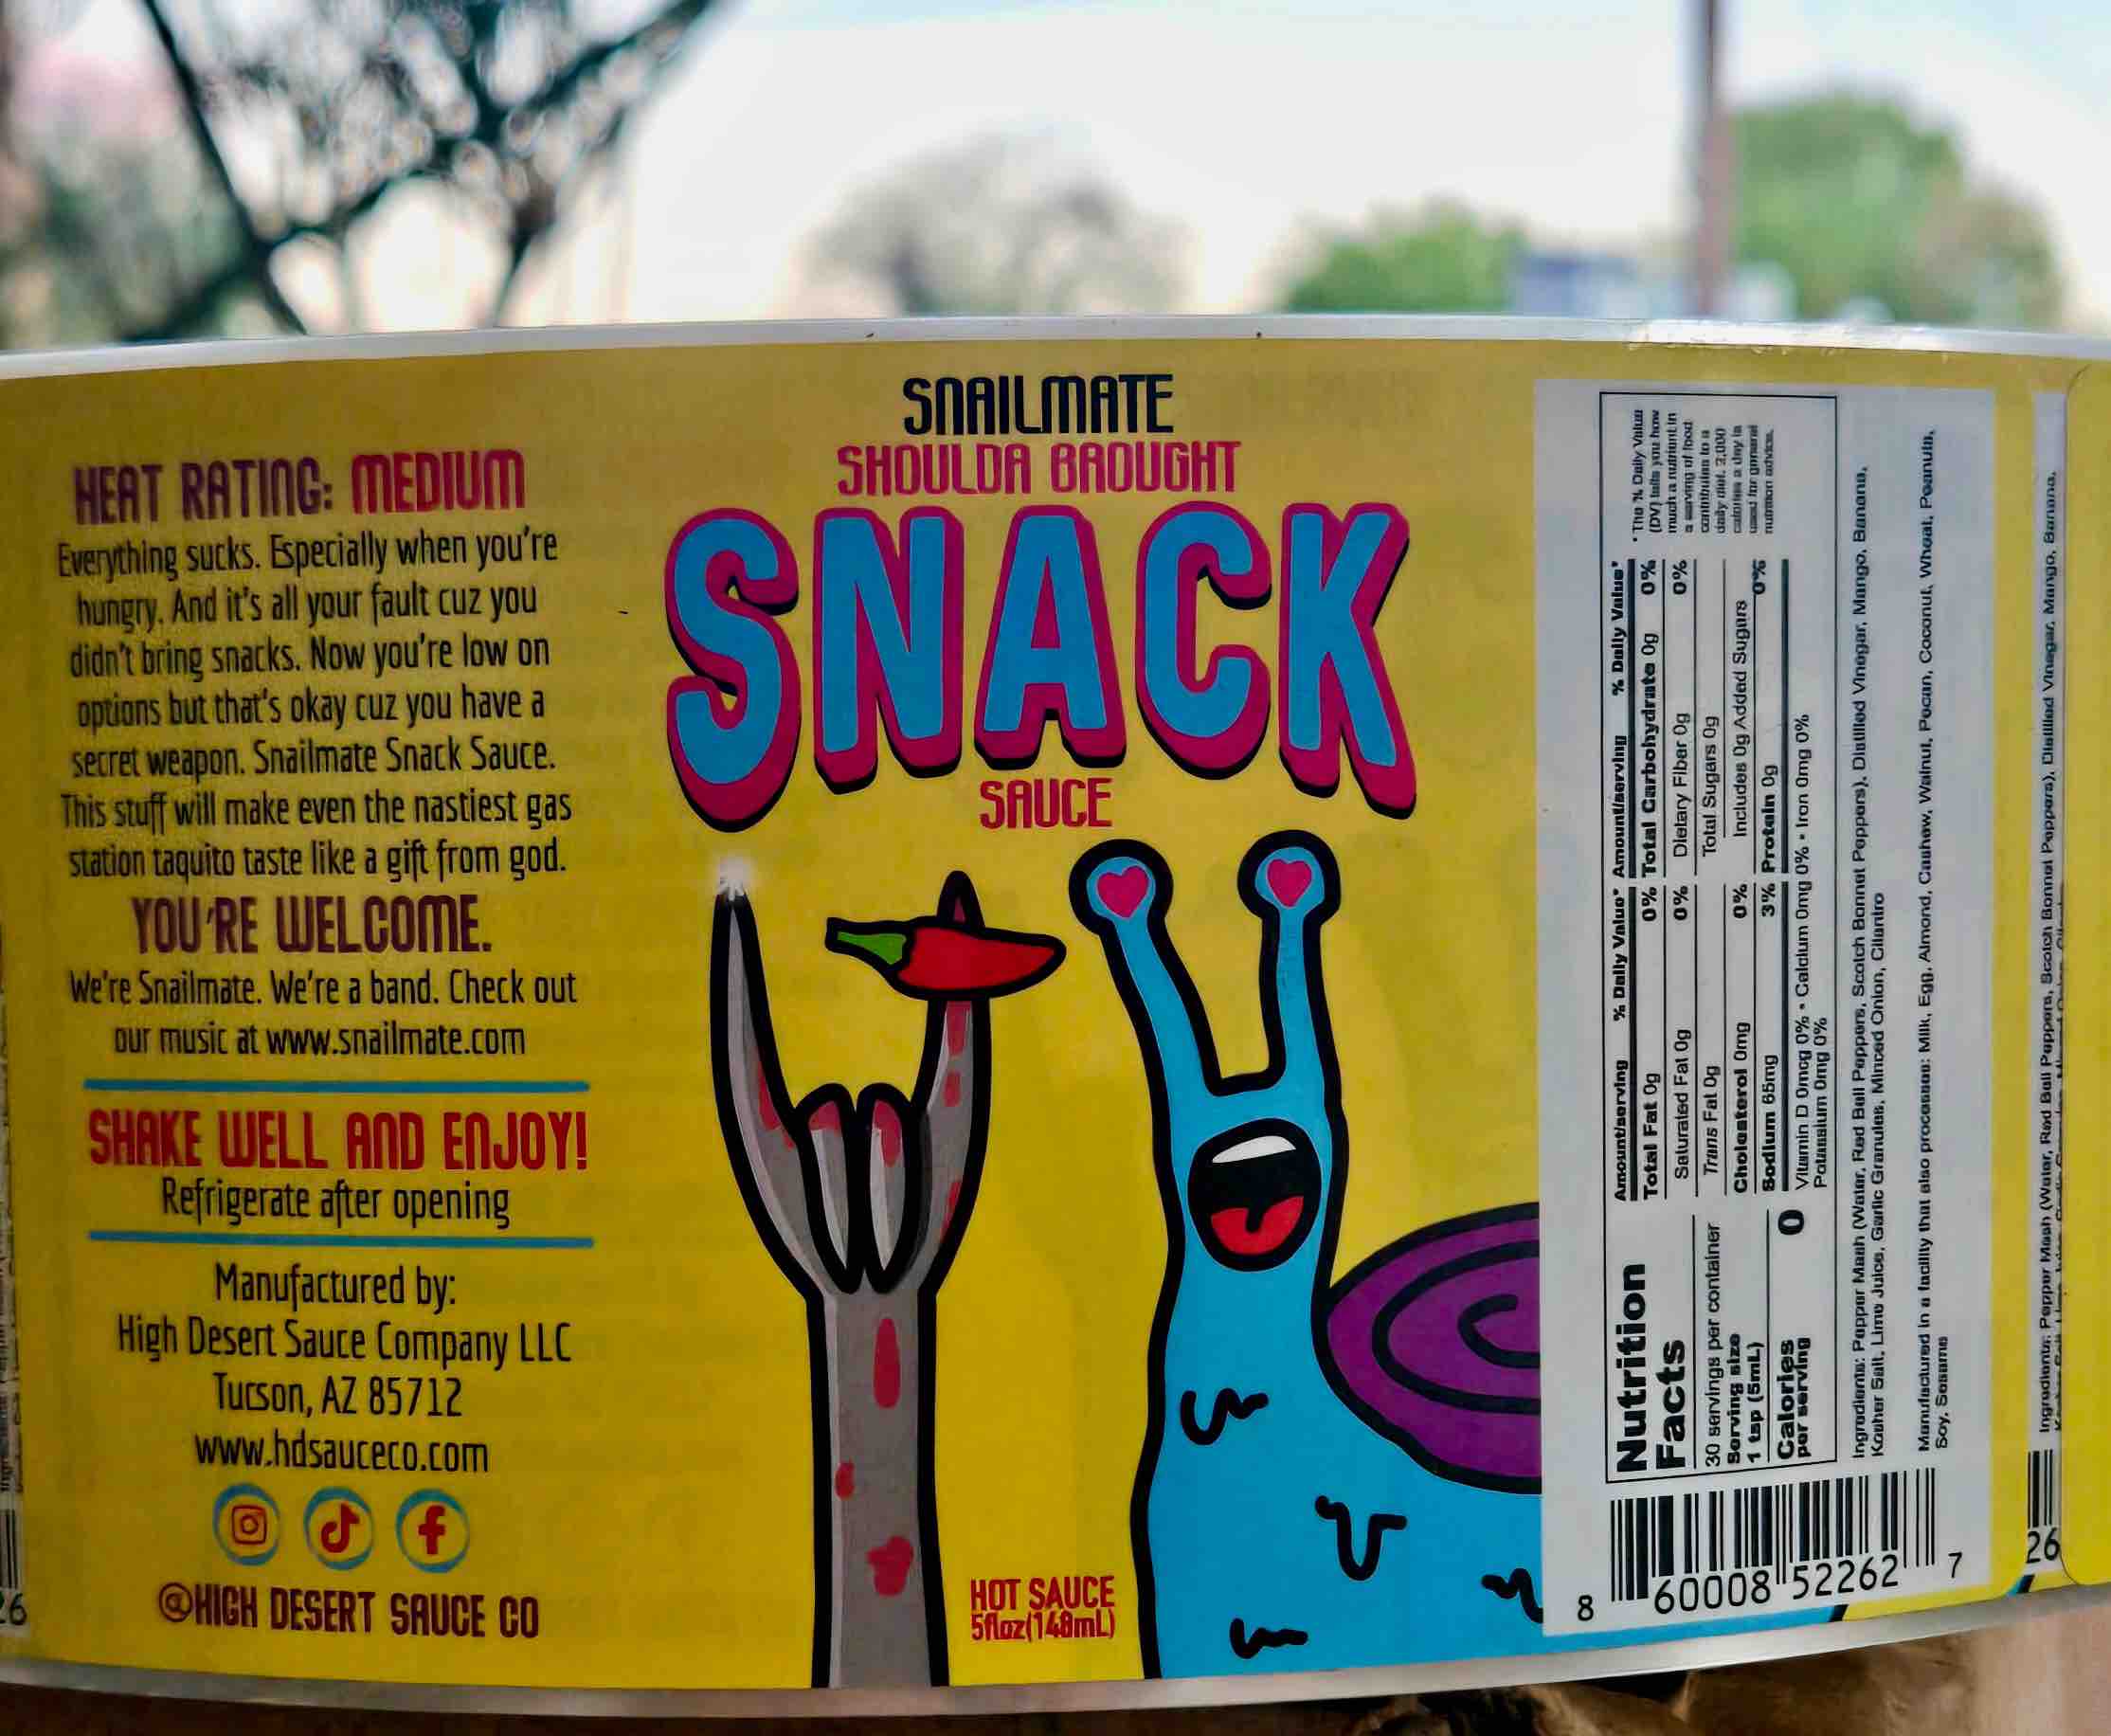 HEAT RATING: MEDIUM
Everything sucks. Especially when you're
hungry. And it's all your fault cuz you
didn't bring snacks. Now you're low on
options but that's okay cuz you have a
secret weapon. Snailmate Snack Sauce.
This stuff will make even the nastiest gas
station taquito taste like a gift from god.
YOU'RE WELCOME.
We're Snailmate. We're a band. Check out
our music at www.snailmate.com
SHAKE WELL AND ENJOY!
Refrigerate after opening
Manufactured by:
High Desert Sauce Company LLC
Tucson, AZ 85712
www.hdsauceco.com
@HIGH DESERT SAUCE CO
SNAILMATE
SHOULDA BROUGHT
SNACK
SAUCE
HOT SAUCE
5floz(148mL)
Nutrition
Facts
30 servings per container
Serving size
1 tsp (5mL)
Calories 0
per serving
Amount/serving % Daily Value*
Total Fat 0g 0%
Saturated Fat 0g 0%
Trans Fat 0g
Cholesterol 0mg 0%
Sodium 65mg 3%
Amount/serving % Daily Value*
Total Carbohydrate 0g 0%
Dietary Fiber 0g 0%
Total Sugars 0g
Includes 0g Added Sugars 0%
Protein 0g
Vitamin D 0mcg 0% • Calcium 0mg 0% • Iron 0mg 0%
Potassium 0mg 0%
* The % Daily Value
(DV) tells you how
much a nutrient in
a serving of food
contributes to a
daily diet. 2,000
calories a day is
used for general
nutrition advice.
Ingredients: Pepper Mash (Water, Red Bell Peppers, Scotch Bonnet Peppers), Distilled Vinegar, Mango, Banana,
Kosher Salt, Lime Juice, Garlic Granules, Minced Onion, Cilantro
Manufactured in a facility that also processes: Milk, Egg, Almond, Cashew, Walnut, Pecan, Coconut, Wheat, Peanuts,
Soy, Sesame
8 60008 52262 7
Ingredients: Pepper Mash (Water, Red Bell Peppers, Scotch Bonnet Peppers), Distilled Vinegar, Mango, Banana,
26
26